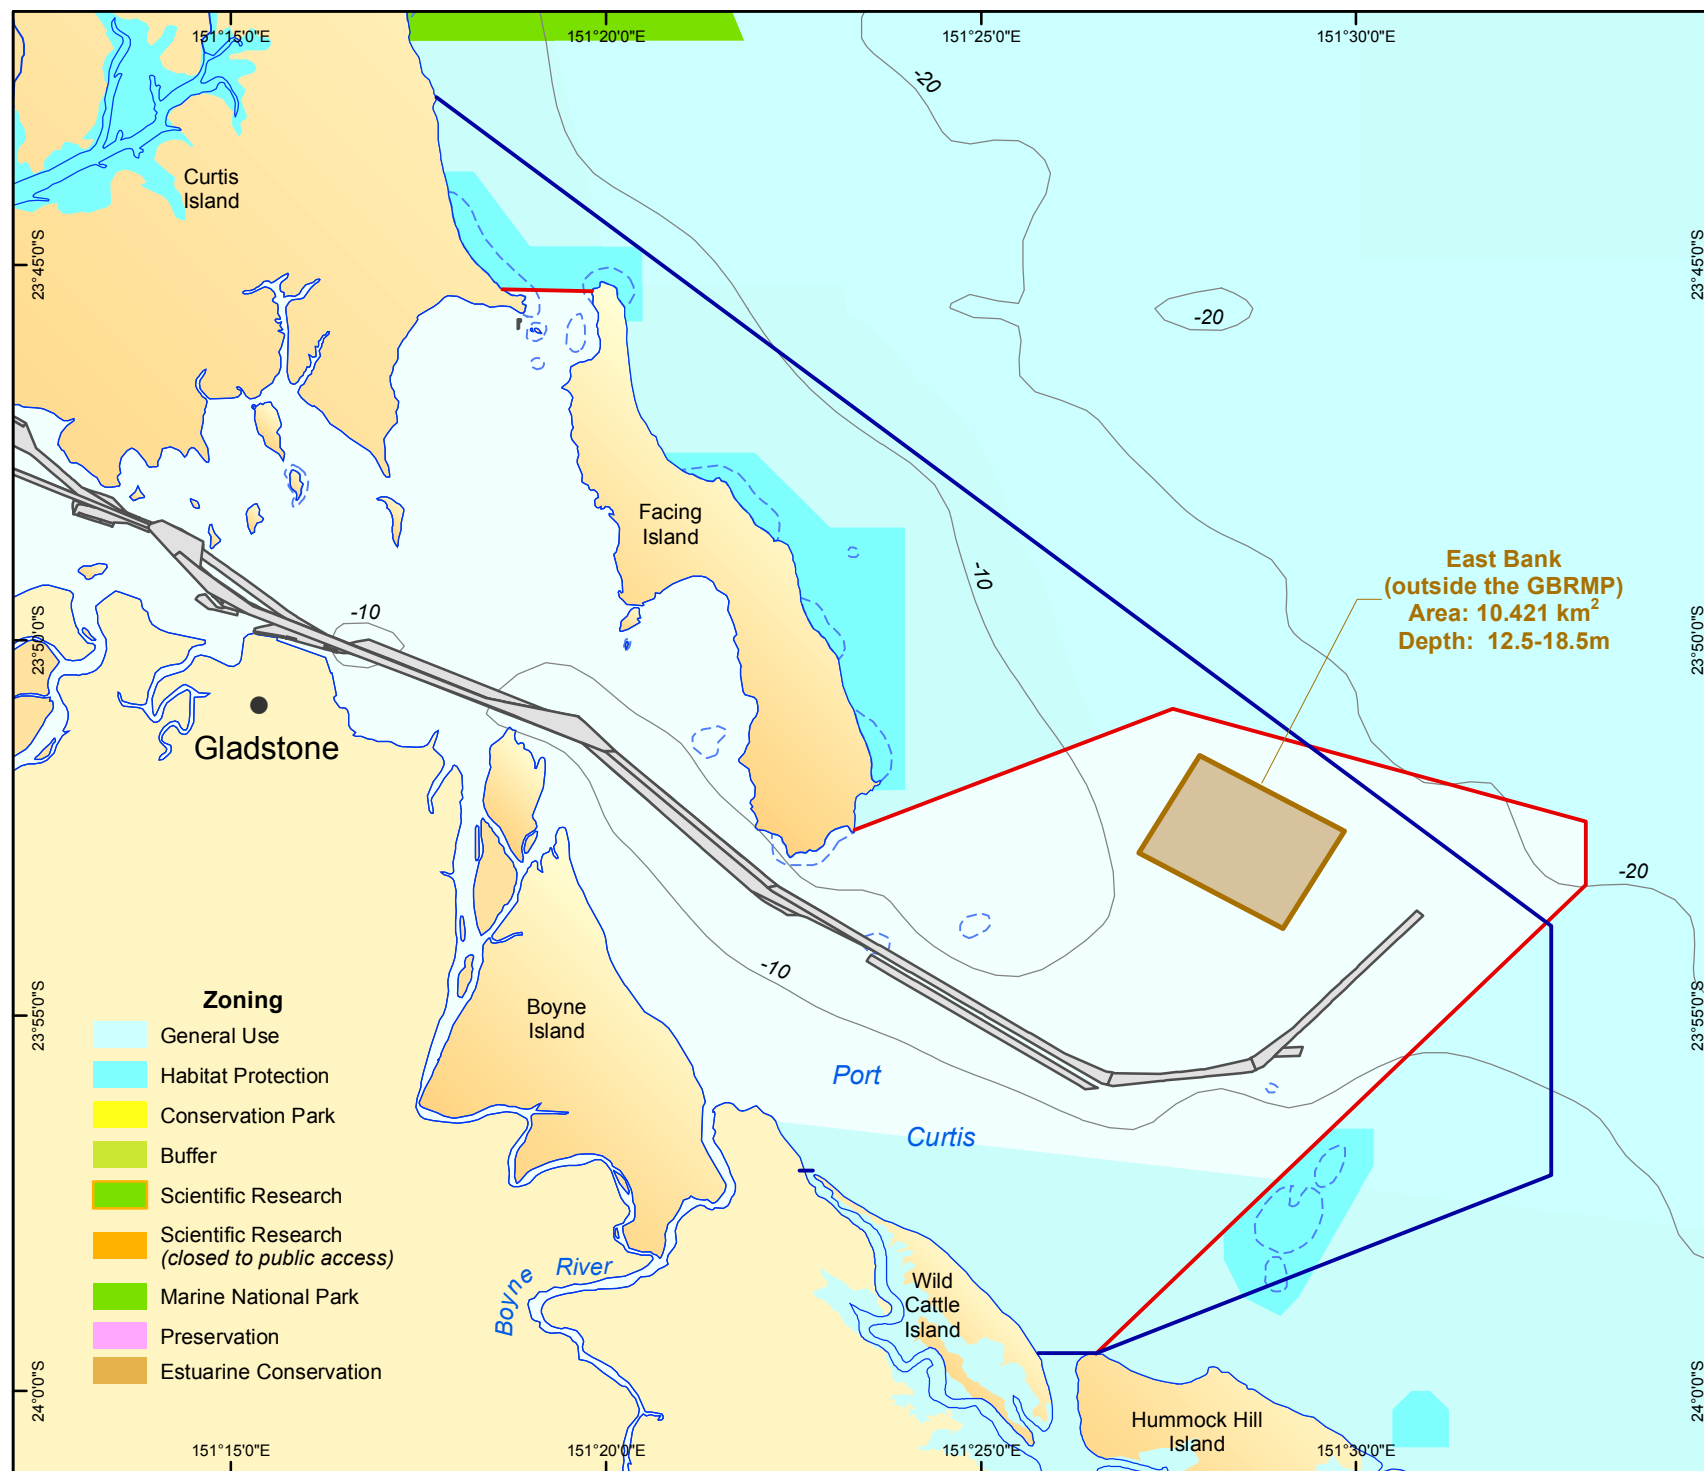 151°15'0"E
151°20'0"E
151°25'0"E
151°30'0"E
-20
Curtis
Island
23°45'0"S
23°45'0"S
-20
Facing
Island
-10
East Bank
(outside the GBRMP)
Area: 10.421 km²
Depth: 12.5-18.5m
-10
23°50'0"S
23°50'0"S
Gladstone
-20
-10
Zoning
General Use
Habitat Protection
Conservation Park
Buffer
Scientific Research
Scientific Research
(closed to public access)
Marine National Park
Preservation
Estuarine Conservation
Boyne
Island
23°55'0"S
23°55'0"S
Port
Curtis
Boyne River
Wild
Cattle
Island
24°0'0"S
24°0'0"S
Hummock Hill
Island
151°15'0"E
151°20'0"E
151°25'0"E
151°30'0"E